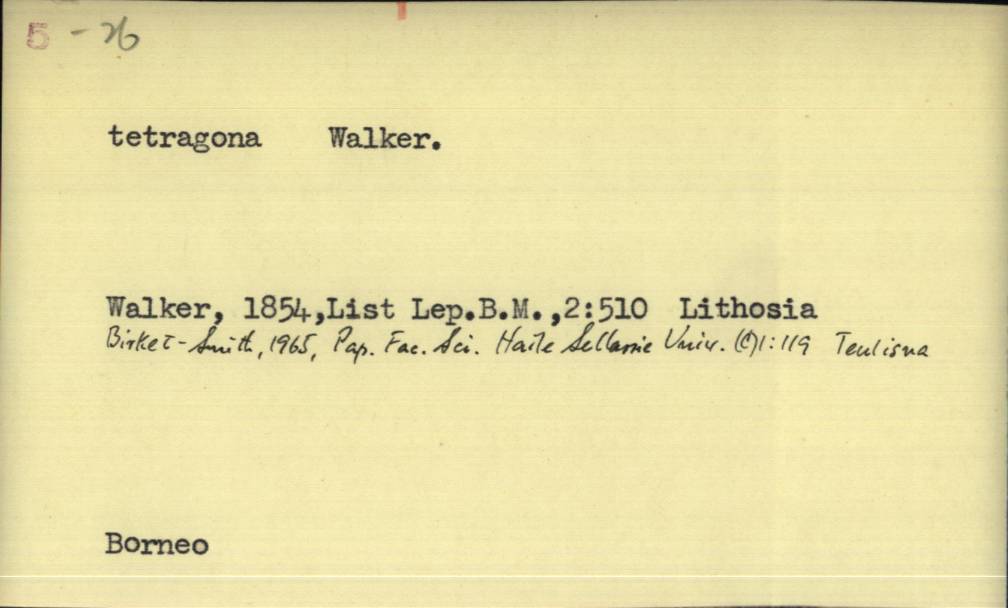 5 - 26
tetragona Walker.
Walker, 1854,List Lep.B.M.,2:510 Lithosia
Birket-Smith, 1965, Pap. Fac. Sci. Haile Sellassie Univ. (C)1:119 Teulisna
Borneo